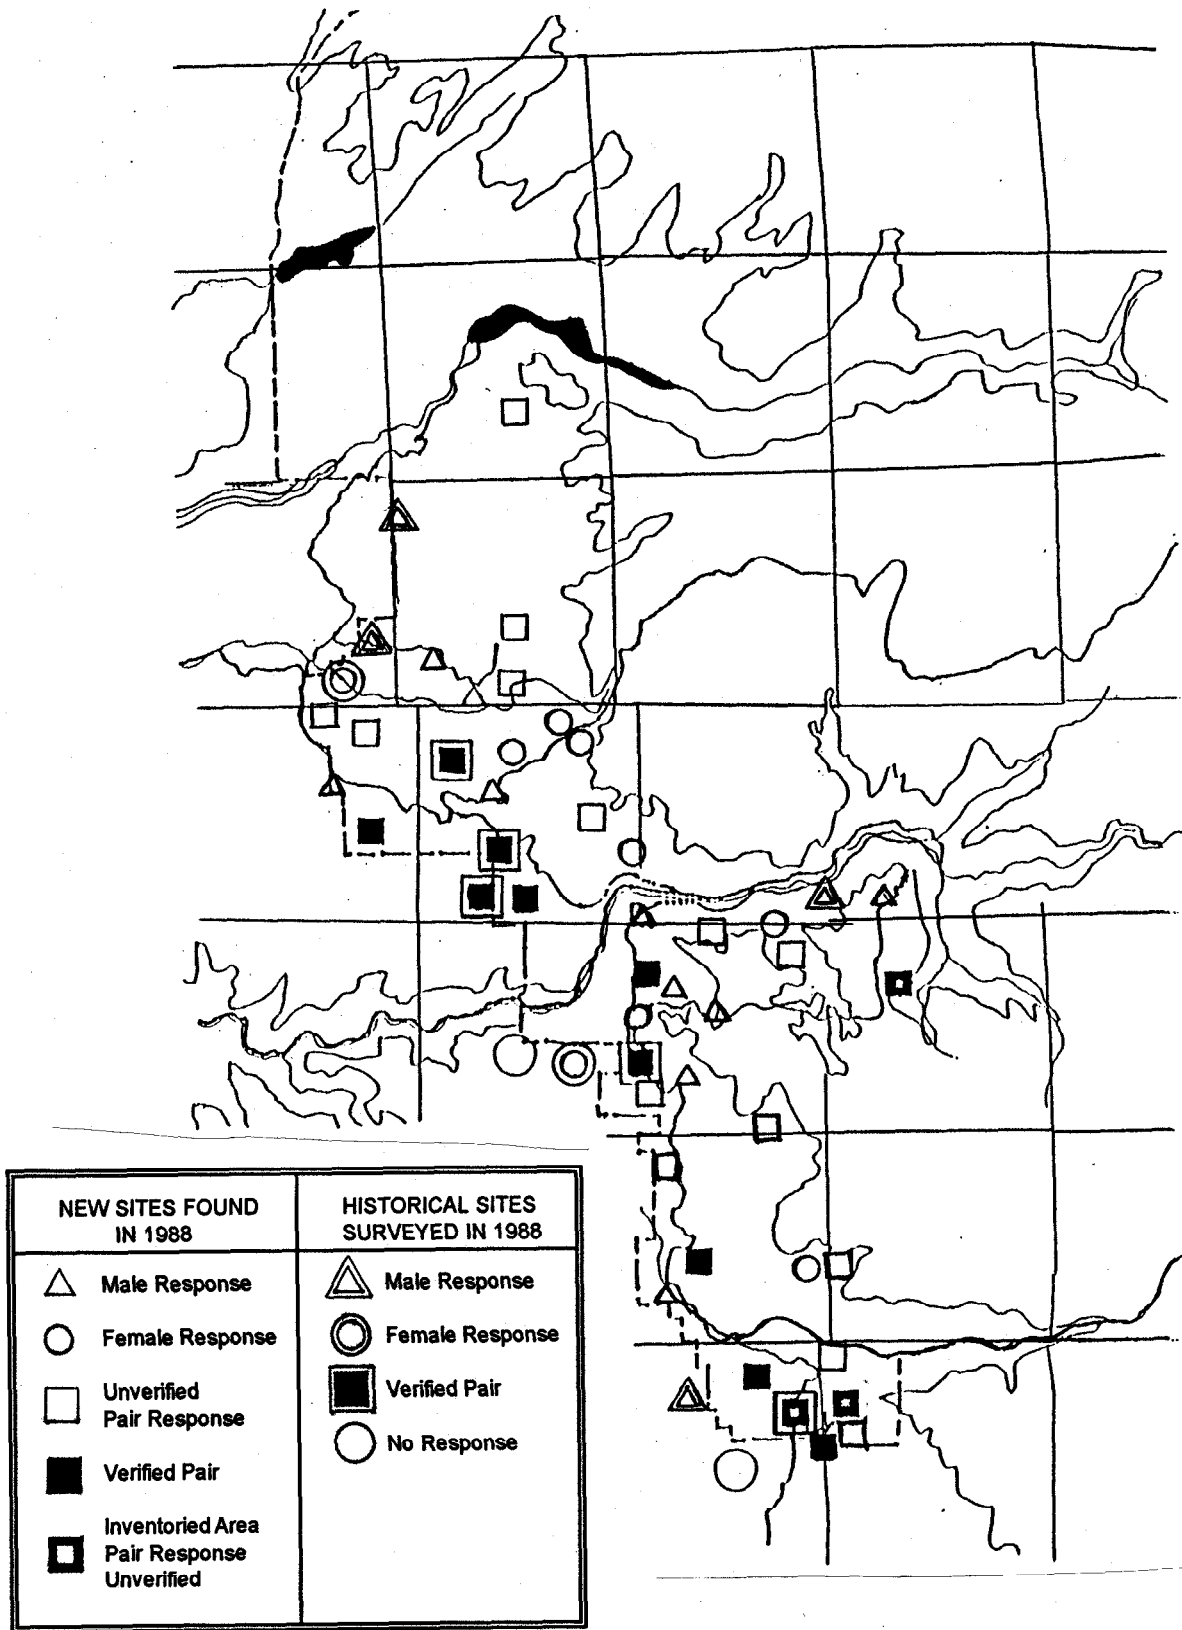 NEW SITES FOUND
IN 1988
Male Response
Female Response
Unverified
Pair Response
Verified Pair
Inventoried Area
Pair Response
Unverified
HISTORICAL SITES
SURVEYED IN 1988
Male Response
Female Response
Verified Pair
No Response